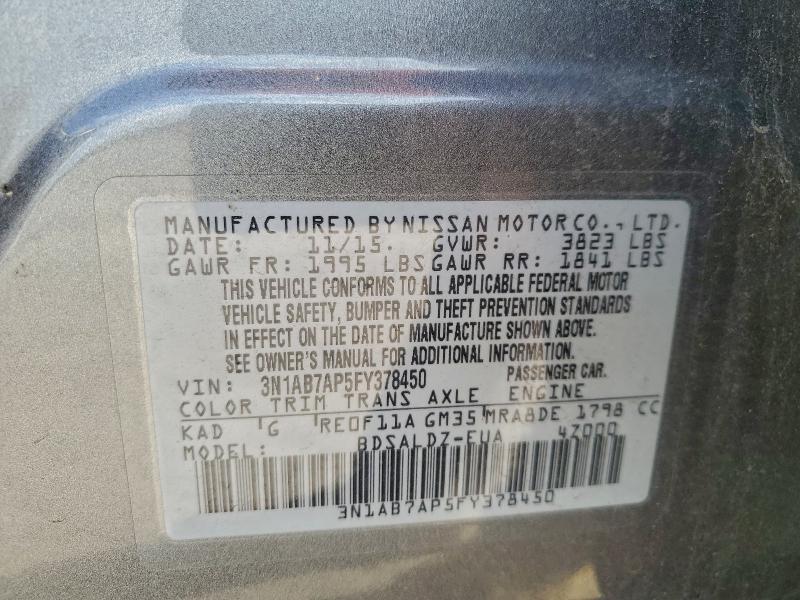 MANUFACTURED BY NISSAN MOTOR CO., LTD.
DATE: 11/15. GVWR: 3823 LBS
GAWR FR: 1995 LBS GAWR RR: 1841 LBS
THIS VEHICLE CONFORMS TO ALL APPLICABLE FEDERAL MOTOR
VEHICLE SAFETY, BUMPER AND THEFT PREVENTION STANDARDS
IN EFFECT ON THE DATE OF MANUFACTURE SHOWN ABOVE.
SEE OWNER'S MANUAL FOR ADDITIONAL INFORMATION.
VIN: 3N1AB7AP5FY378450 PASSENGER CAR.
COLOR TRIM TRANS AXLE ENGINE
KAD G RE0F11A GM35 MRA8DE 1798 CC
MODEL: BDSALDZ-EUA 4Z000
3N1AB7AP5FY378450